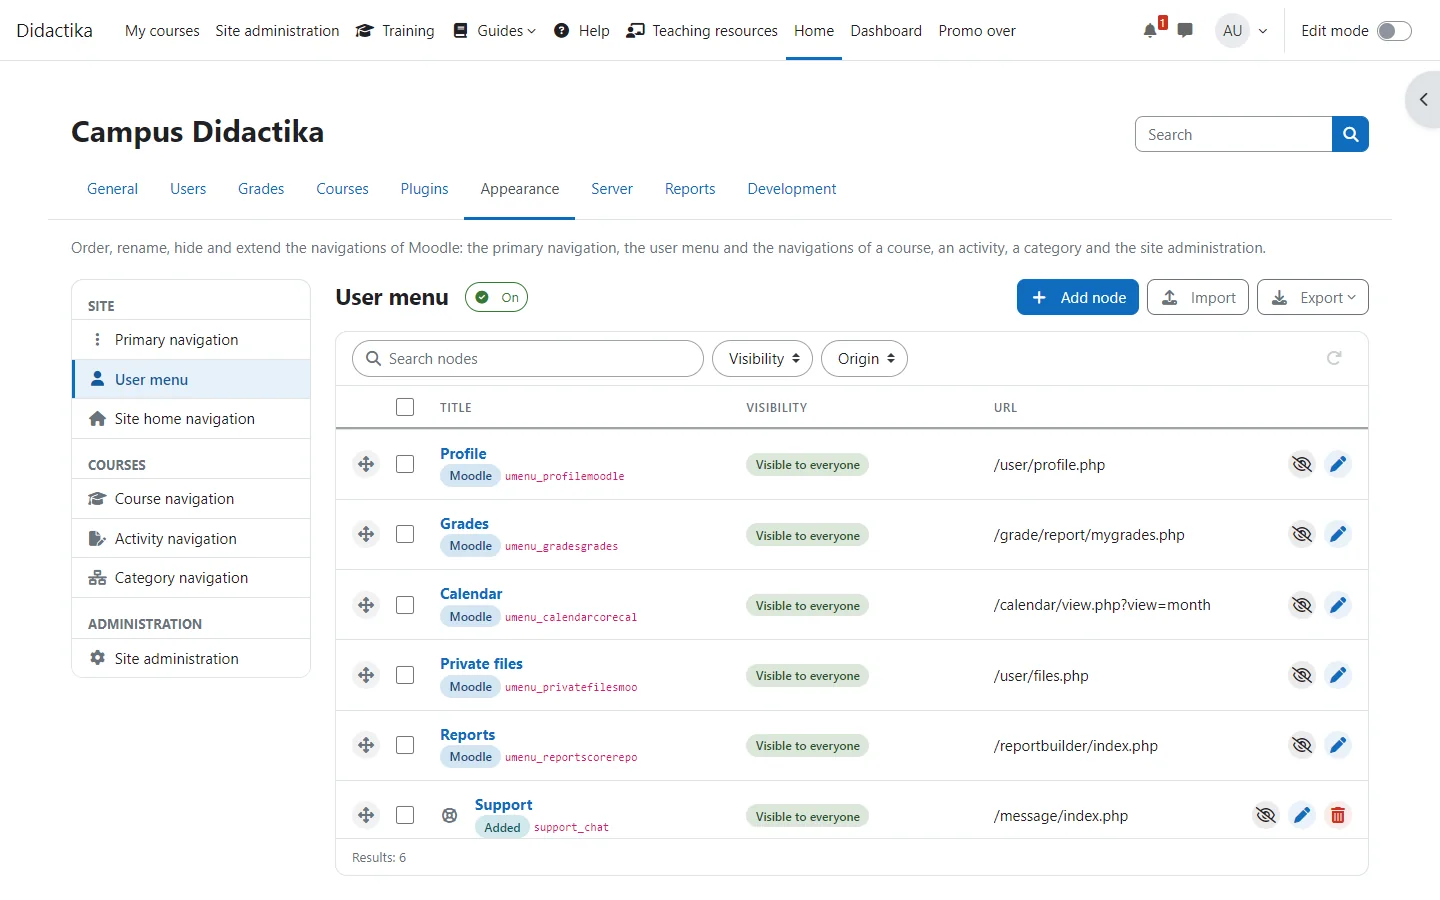 Didactika
My courses
Site administration
Training
Guides
Help
Teaching resources
Home
Dashboard
Promo over
1
AU
Edit mode
Campus Didactika
Search
General
Users
Grades
Courses
Plugins
Appearance
Server
Reports
Development
Order, rename, hide and extend the navigations of Moodle: the primary navigation, the user menu and the navigations of a course, an activity, a category and the site administration.
SITE
Primary navigation
User menu
Site home navigation
COURSES
Course navigation
Activity navigation
Category navigation
ADMINISTRATION
Site administration
User menu
On
Add node
Import
Export
Search nodes
Visibility
Origin
TITLE
VISIBILITY
URL
Profile
Moodle umenu_profilemoodle
Visible to everyone
/user/profile.php
Grades
Moodle umenu_gradesgrades
Visible to everyone
/grade/report/mygrades.php
Calendar
Moodle umenu_calendarcorecal
Visible to everyone
/calendar/view.php?view=month
Private files
Moodle umenu_privatefilesmoo
Visible to everyone
/user/files.php
Reports
Moodle umenu_reportscorerepo
Visible to everyone
/reportbuilder/index.php
Support
Added support_chat
Visible to everyone
/message/index.php
Results: 6